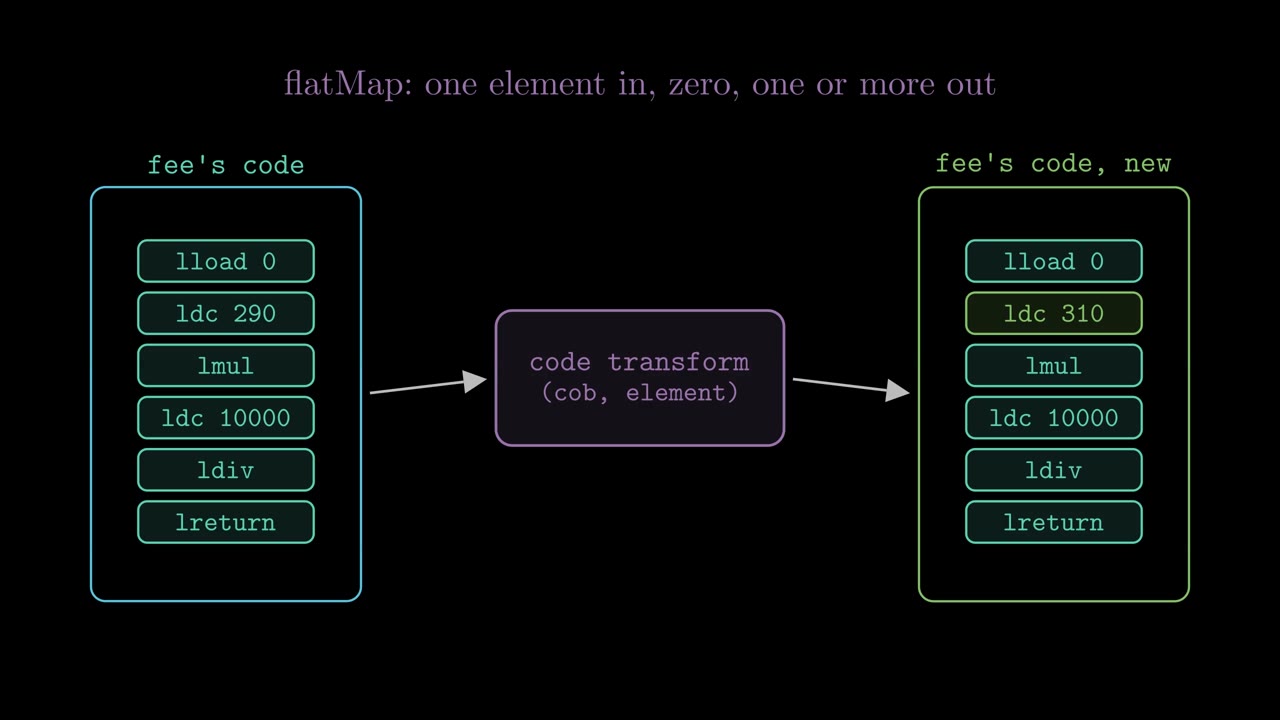 flatMap: one element in, zero, one or more out
fee's code
lload 0
ldc 290
lmul
ldc 10000
ldiv
lreturn
code transform
(cob, element)
fee's code, new
lload 0
ldc 310
lmul
ldc 10000
ldiv
lreturn